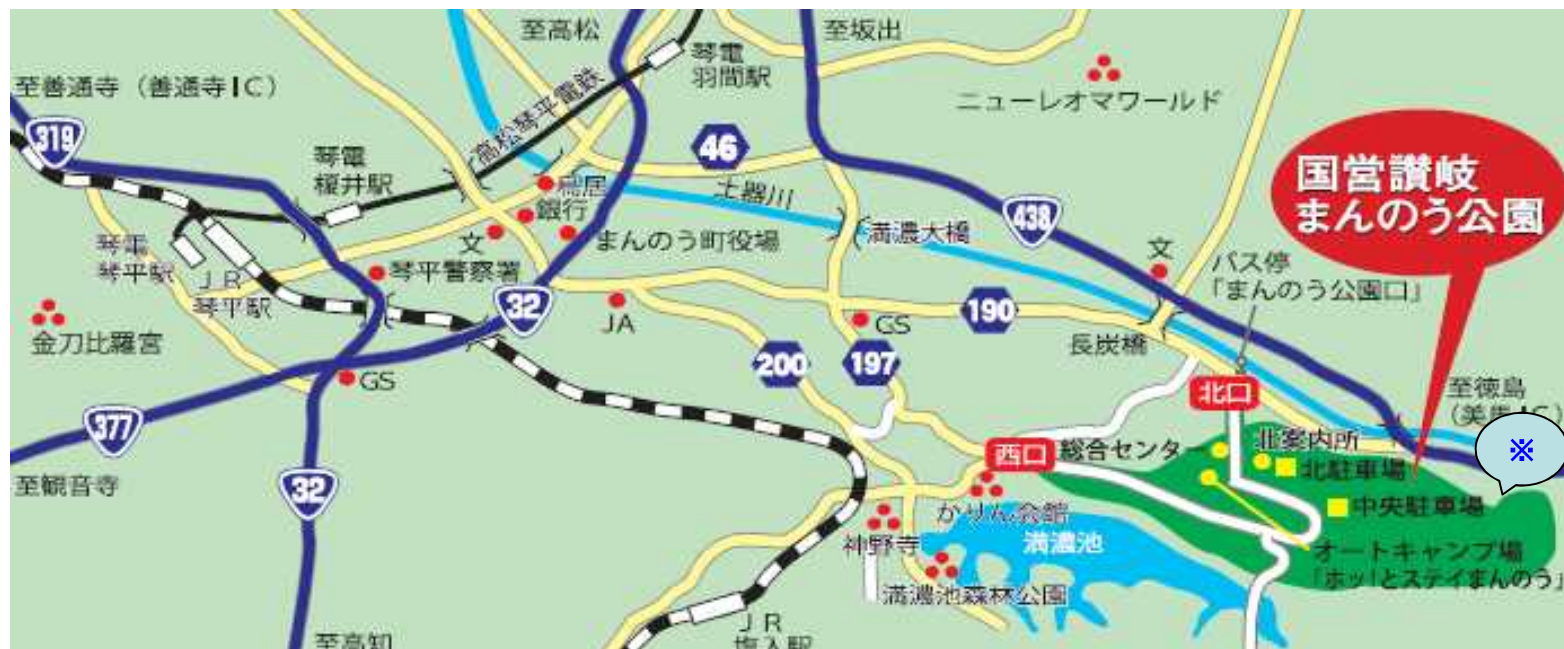 至高松
至坂出
琴電
羽間駅
至善通寺（善通寺IC）
ニューレオマワールド
319
高松琴平電鉄
46
国営讃岐
まんのう公園
琴電
榎井駅
鳥居
銀行
土器川
438
文
まんのう町役場
満濃大橋
文
バス停
「まんのう公園口」
琴電
琴平駅
JR
琴平駅
琴平警察署
32
JA
GS
190
長炭橋
金刀比羅宮
GS
200
197
北口
至徳島
377
西口
総合センター
北案内所
※
至観音寺
32
北駐車場
かりん会館
中央駐車場
神野寺
満濃池
オートキャンプ場
「ホッ!とステイまんのう」
満濃池森林公園
至高知
JR
塩入駅